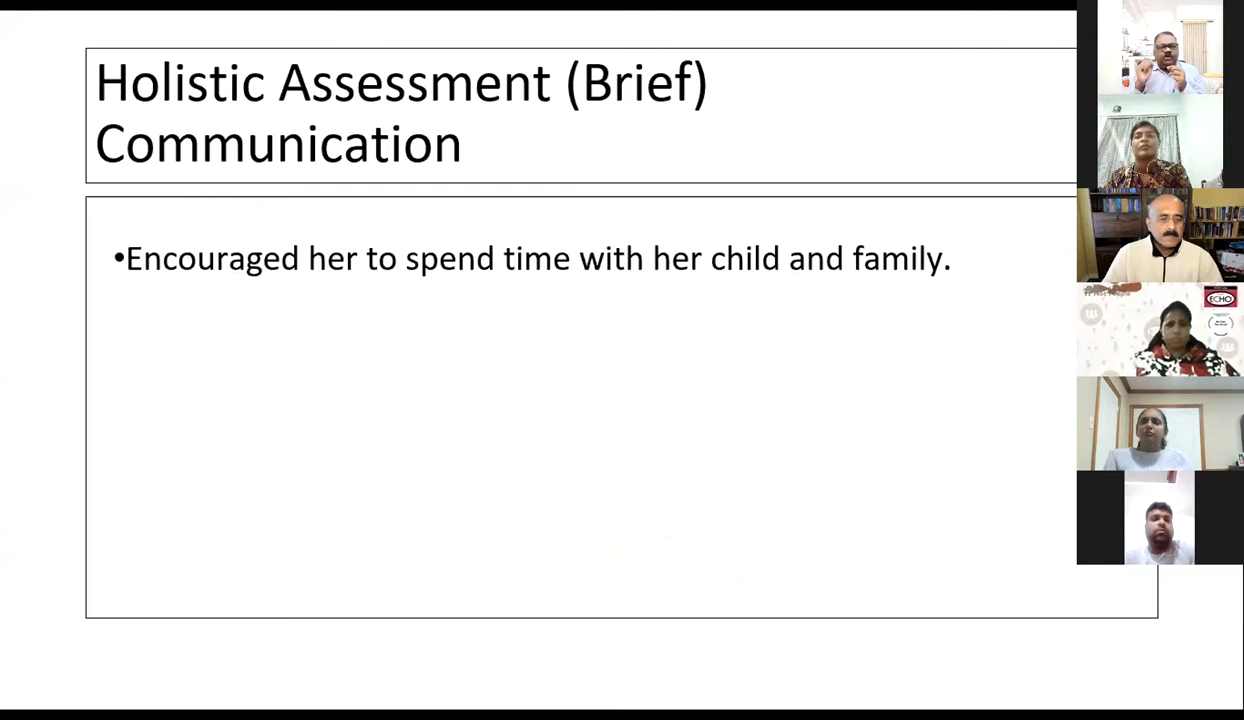 Holistic Assessment (Brief)
Communication
•Encouraged her to spend time with her child and family.
ECHO